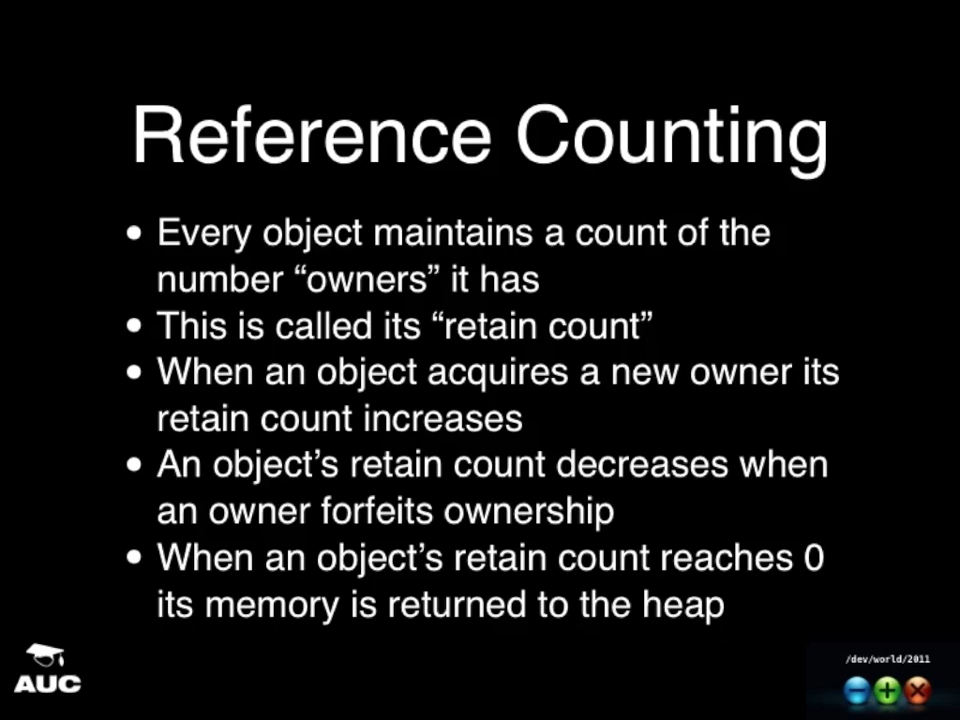 Reference Counting
• Every object maintains a count of the
number “owners” it has
• This is called its “retain count”
• When an object acquires a new owner its
retain count increases
• An object’s retain count decreases when
an owner forfeits ownership
• When an object’s retain count reaches 0
its memory is returned to the heap
AUC
/dev/world/2011